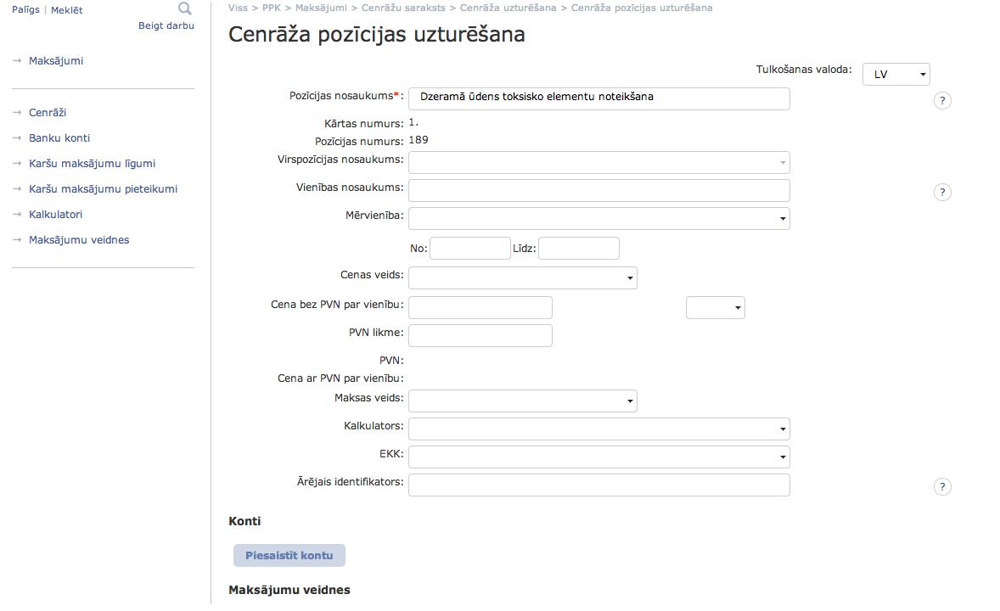 Palīgs | Meklēt
Beigt darbu
→ Maksājumi
→ Cenrāži
→ Banku konti
→ Karšu maksājumu līgumi
→ Karšu maksājumu pieteikumi
→ Kalkulatori
→ Maksājumu veidnes
Viss > PPK > Maksājumi > Cenrāžu saraksts > Cenrāža uzturēšana > Cenrāža pozīcijas uzturēšana
Cenrāža pozīcijas uzturēšana
Tulkošanas valoda: LV
Pozīcijas nosaukums*: Dzeramā ūdens toksisko elementu noteikšana ?
Kārtas numurs: 1.
Pozīcijas numurs: 189
Virspozīcijas nosaukums:
Vienības nosaukums: ?
Mērvienība:
No: Līdz:
Cenas veids:
Cena bez PVN par vienību:
PVN likme:
PVN:
Cena ar PVN par vienību:
Maksas veids:
Kalkulators:
EKK:
Ārējais identifikators: ?
Konti
Piesaistīt kontu
Maksājumu veidnes